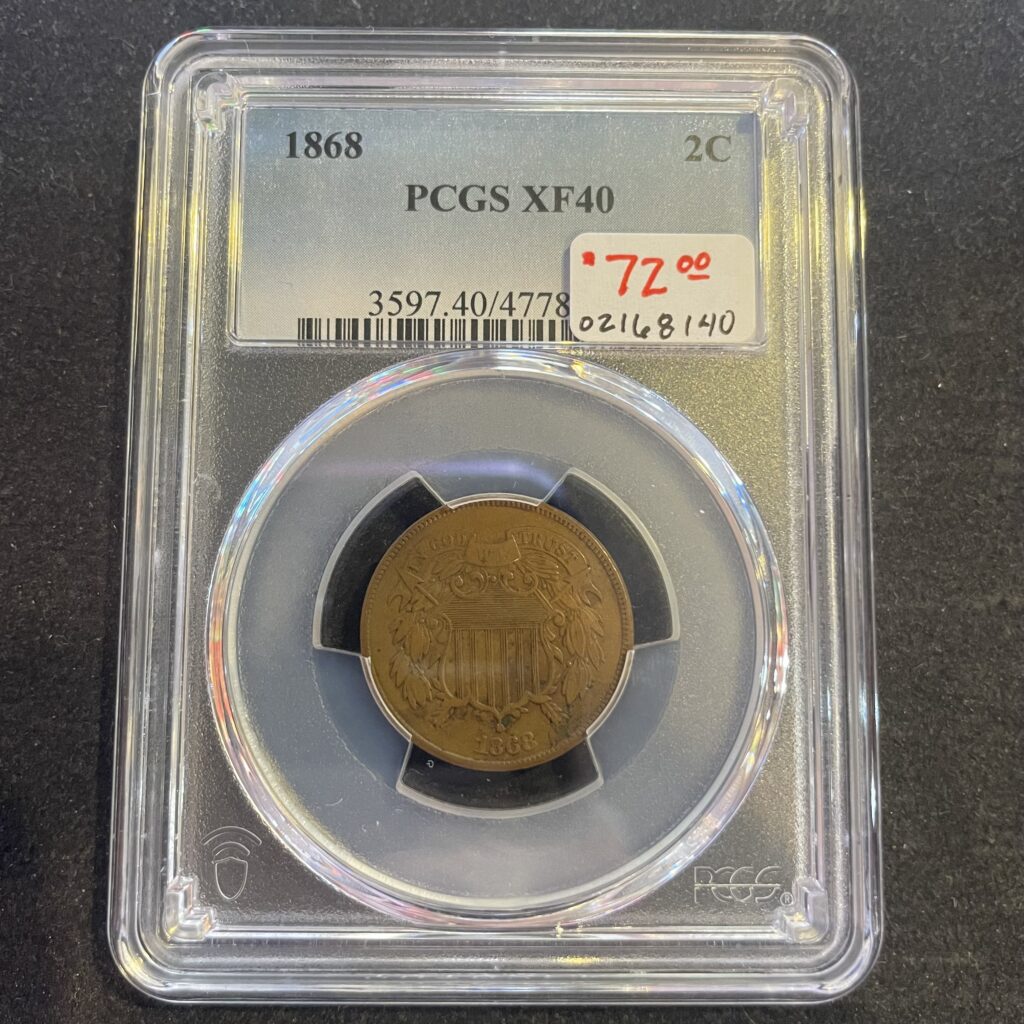 1868 2C
PCGS XF40
$72.00
3597.40/4778
02168140
IN GOD WE TRUST
1868
PCGS®